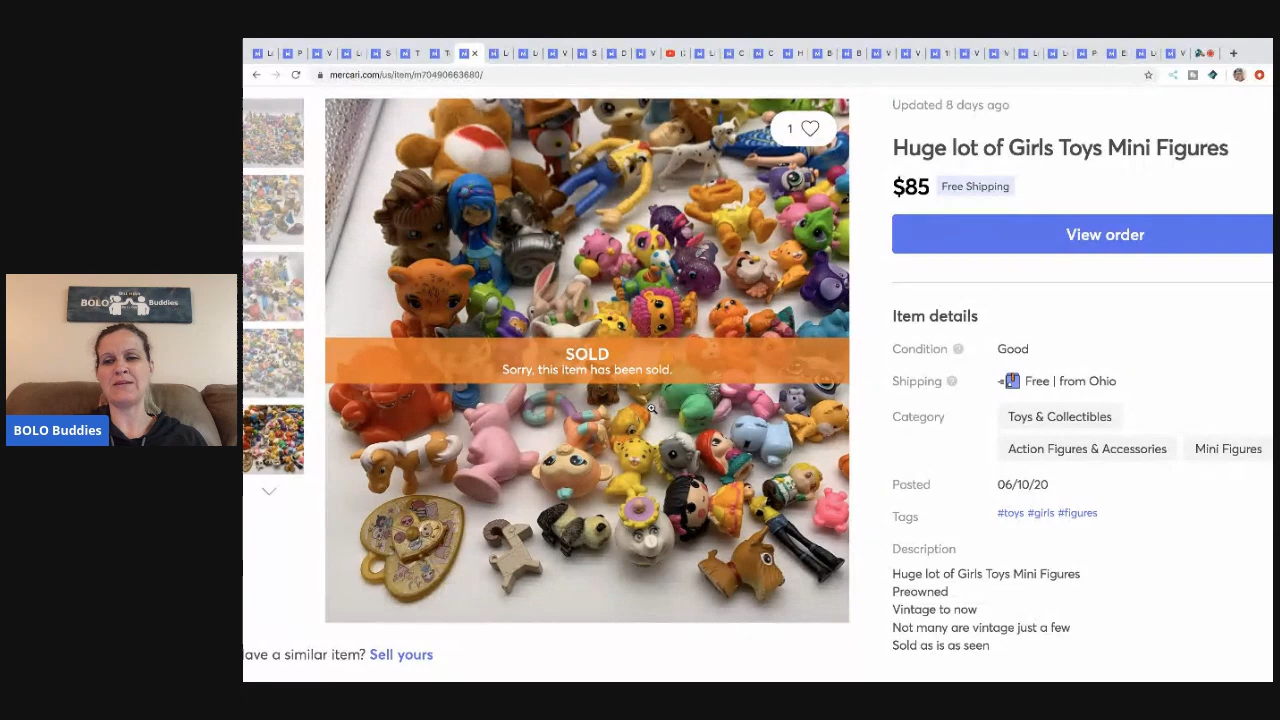 mercari.com/us/item/m70490663680/
1
SOLD
Sorry, this item has been sold.
Updated 8 days ago
Huge lot of Girls Toys Mini Figures
$85 Free Shipping
View order
Item details
Condition Good
Shipping Free | from Ohio
Category Toys & Collectibles
Action Figures & Accessories Mini Figures
Posted 06/10/20
Tags #toys #girls #figures
Description
Huge lot of Girls Toys Mini Figures
Preowned
Vintage to now
Not many are vintage just a few
Sold as is as seen
ave a similar item? Sell yours
BOLO Buddies
BOLO Buddies